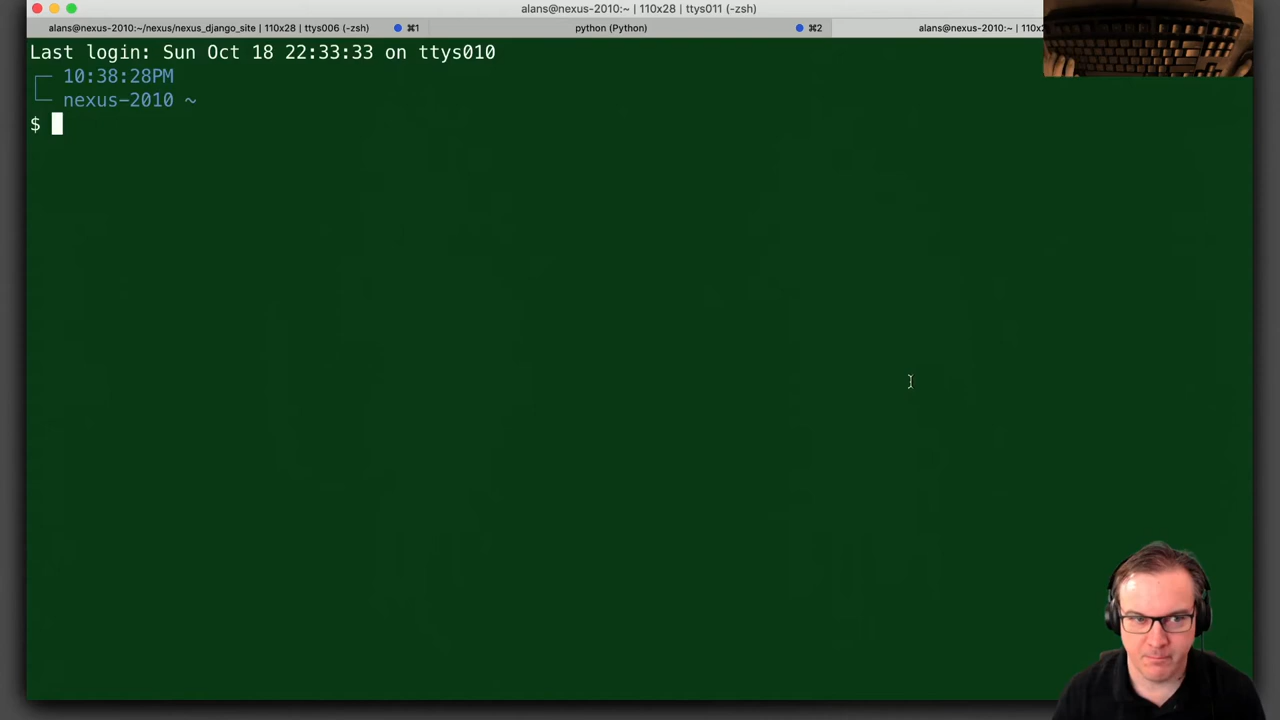 alans@nexus-2010:~ | 110x28 | ttys011 (-zsh)
alans@nexus-2010:~/nexus/nexus_django_site | 110x28 | ttys006 (-zsh) ⌘1 python (Python) ⌘2 alans@nexus-2010:~ | 110x
Last login: Sun Oct 18 22:33:33 on ttys010
┌─ 10:38:28PM
└─ nexus-2010 ~
$